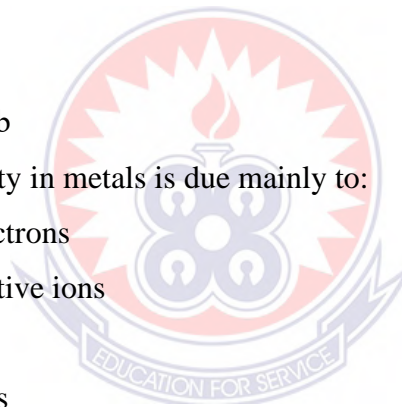 b
ty in metals is due mainly to:
ctrons
tive ions
EDUCATION FOR SERVICE
s